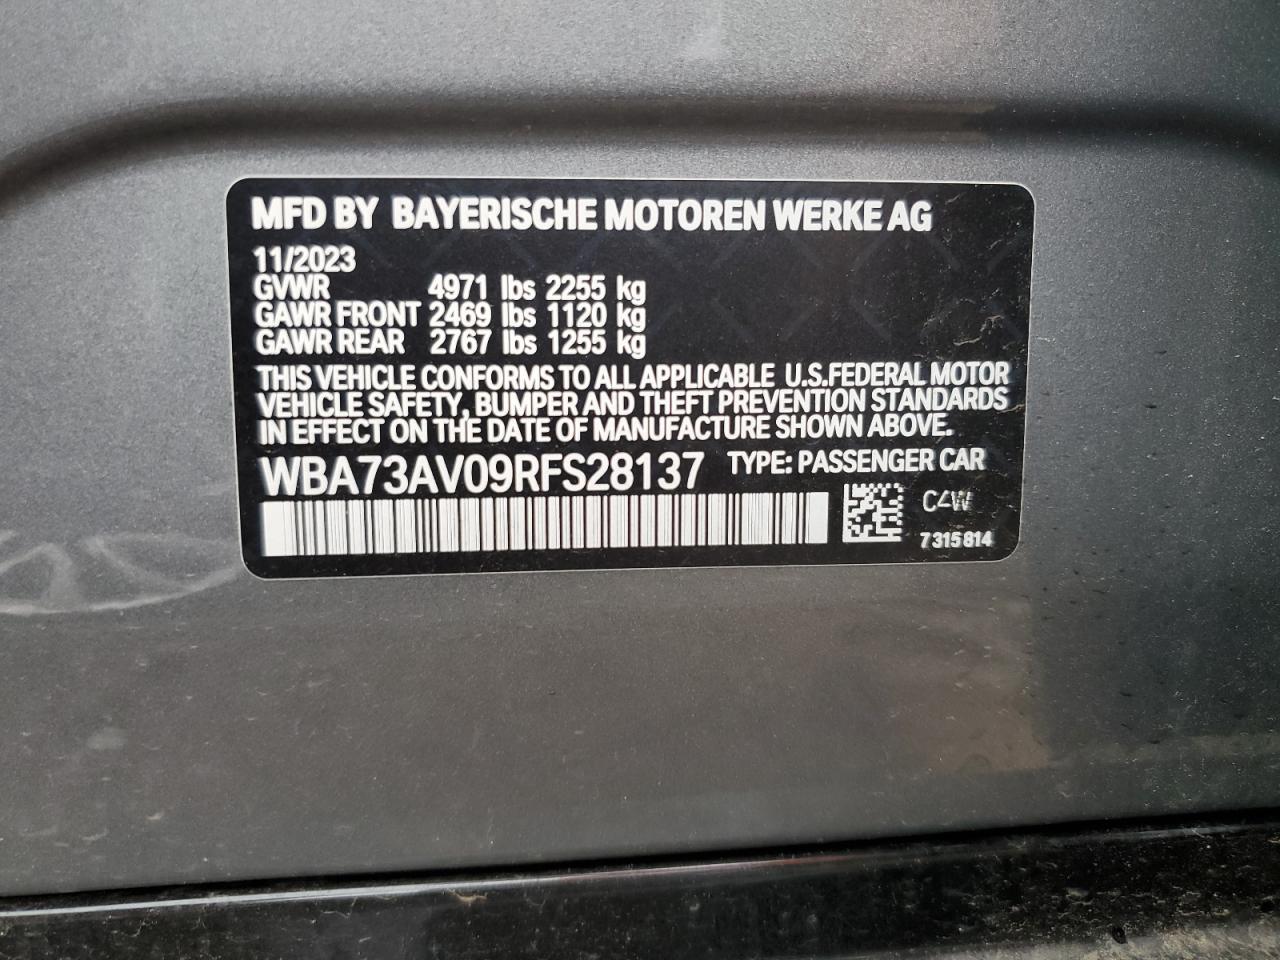 MFD BY BAYERISCHE MOTOREN WERKE AG
11/2023
GVWR 4971 lbs 2255 kg
GAWR FRONT 2469 lbs 1120 kg
GAWR REAR 2767 lbs 1255 kg
THIS VEHICLE CONFORMS TO ALL APPLICABLE U.S.FEDERAL MOTOR
VEHICLE SAFETY, BUMPER AND THEFT PREVENTION STANDARDS
IN EFFECT ON THE DATE OF MANUFACTURE SHOWN ABOVE.
WBA73AV09RFS28137 TYPE: PASSENGER CAR
C4W
7315814